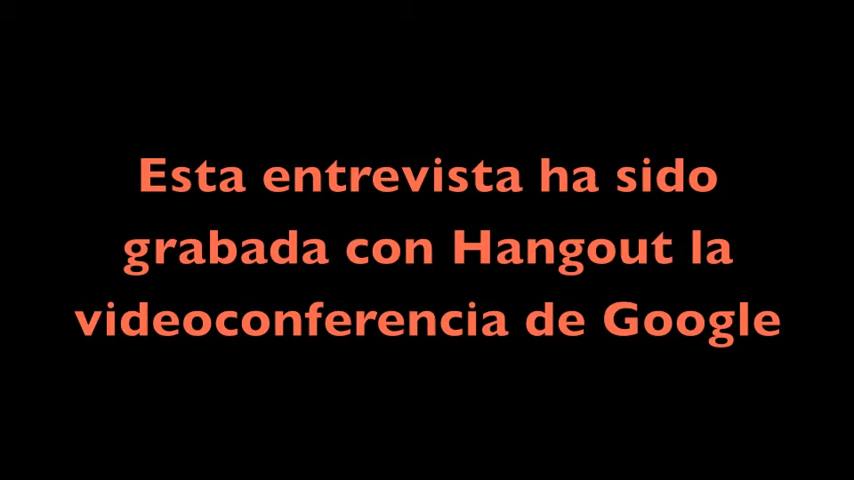 Esta entrevista ha sido
grabada con Hangout la
videoconferencia de Google